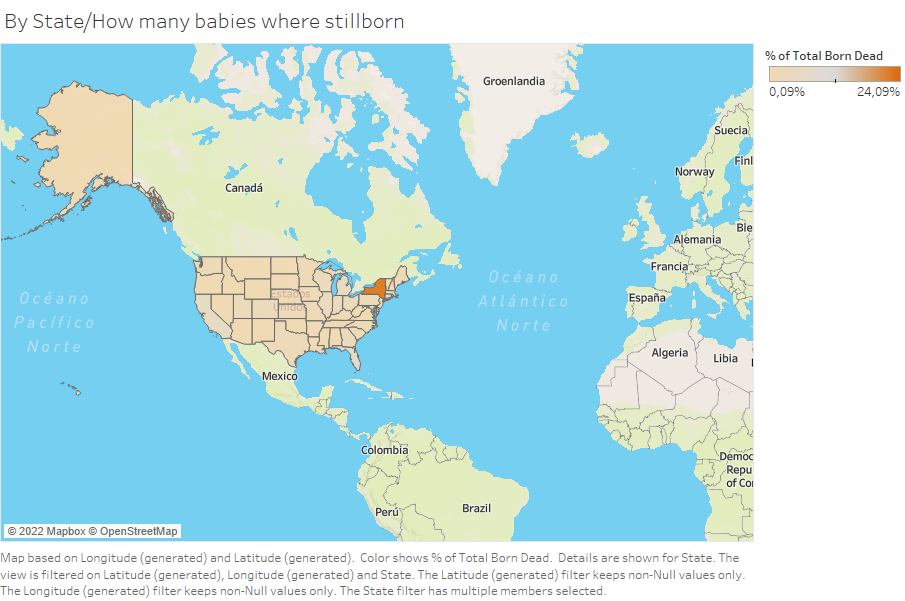 By State/How many babies where stillborn
% of Total Born Dead
0,09%
24,09%
Groenlandia
Suecia
Finl
Norway
Canadá
Bie
Alemania
Francia
Océano
Atlántico
Norte
Océano
Pacífico
Norte
Estados
Unidos
España
Algeria
Libia
Mexico
Colombia
Democ
Repu
of Co
Perú
Brazil
© 2022 Mapbox © OpenStreetMap
Map based on Longitude (generated) and Latitude (generated).  Color shows % of Total Born Dead.  Details are shown for State. The
view is filtered on Latitude (generated), Longitude (generated) and State. The Latitude (generated) filter keeps non-Null values only.
The Longitude (generated) filter keeps non-Null values only. The State filter has multiple members selected.